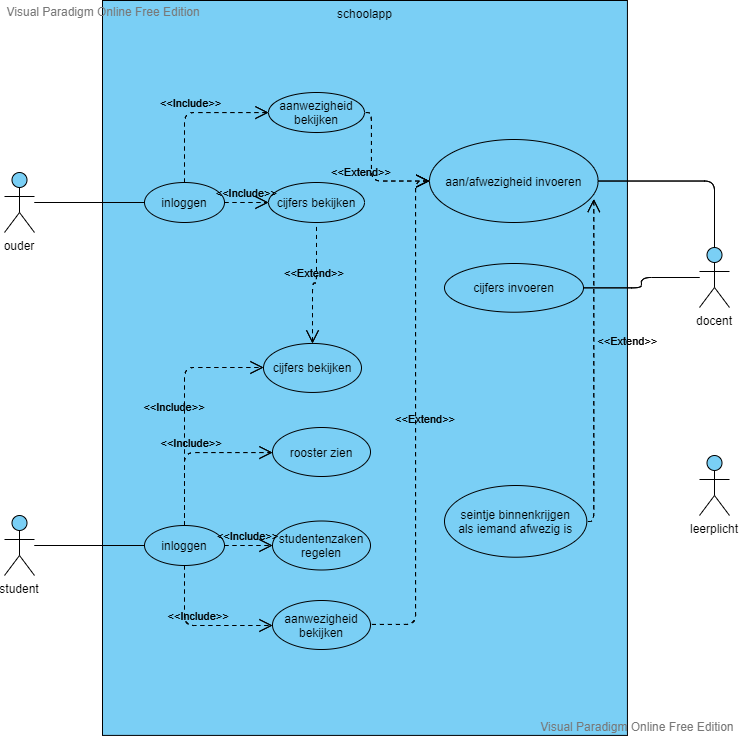 Visual Paradigm Online Free Edition
schoolapp
<<Include>>
aanwezigheid
bekijken
<<Extend>>
aan/afwezigheid invoeren
ouder
inloggen
<<Include>>
cijfers bekijken
<<Extend>>
cijfers invoeren
docent
<<Extend>>
cijfers bekijken
<<Include>>
<<Extend>>
<<Include>>
rooster zien
seintje binnenkrijgen
als iemand afwezig is
leerplicht
student
inloggen
<<Include>>
studentenzaken
regelen
<<Include>>
aanwezigheid
bekijken
Visual Paradigm Online Free Edition